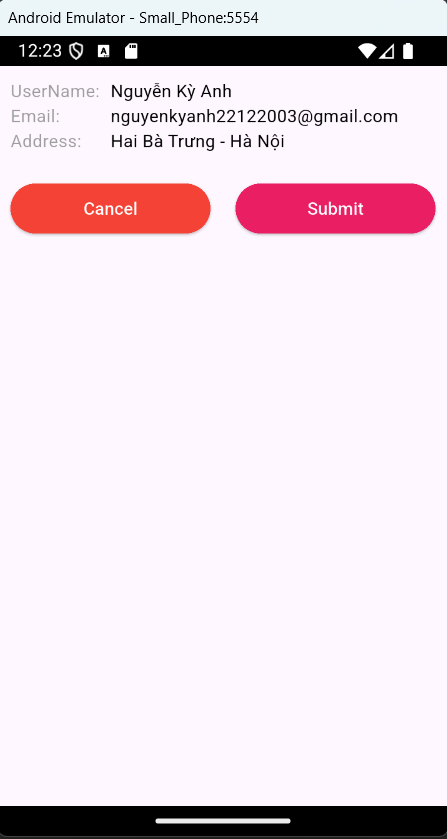 Android Emulator - Small_Phone:5554
12:23
UserName: Nguyễn Kỳ Anh
Email: nguyenkyanh22122003@gmail.com
Address: Hai Bà Trưng - Hà Nội
Cancel Submit